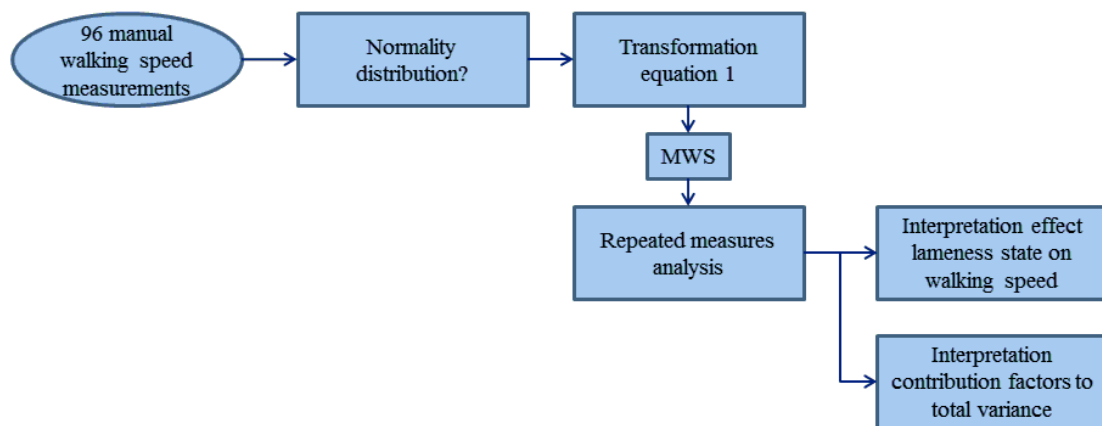 96 manual
walking speed
measurements
Normality
distribution?
Transformation
equation 1
MWS
Repeated measures
analysis
Interpretation effect
lameness state on
walking speed
Interpretation
contribution factors to
total variance